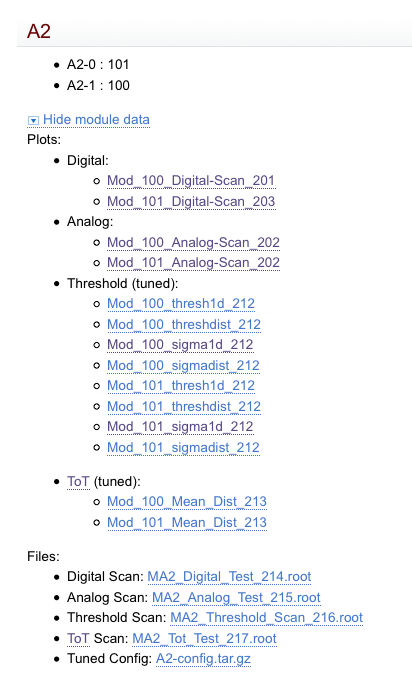 A2
A2-0 : 101
A2-1 : 100
Hide module data
Plots:
Digital:
Mod_100_Digital-Scan_201
Mod_101_Digital-Scan_203
Analog:
Mod_100_Analog-Scan_202
Mod_101_Analog-Scan_202
Threshold (tuned):
Mod_100_thresh1d_212
Mod_100_threshdist_212
Mod_100_sigma1d_212
Mod_100_sigmadist_212
Mod_101_thresh1d_212
Mod_101_threshdist_212
Mod_101_sigma1d_212
Mod_101_sigmadist_212
ToT (tuned):
Mod_100_Mean_Dist_213
Mod_101_Mean_Dist_213
Files:
Digital Scan: MA2_Digital_Test_214.root
Analog Scan: MA2_Analog_Test_215.root
Threshold Scan: MA2_Threshold_Scan_216.root
ToT Scan: MA2_Tot_Test_217.root
Tuned Config: A2-config.tar.gz